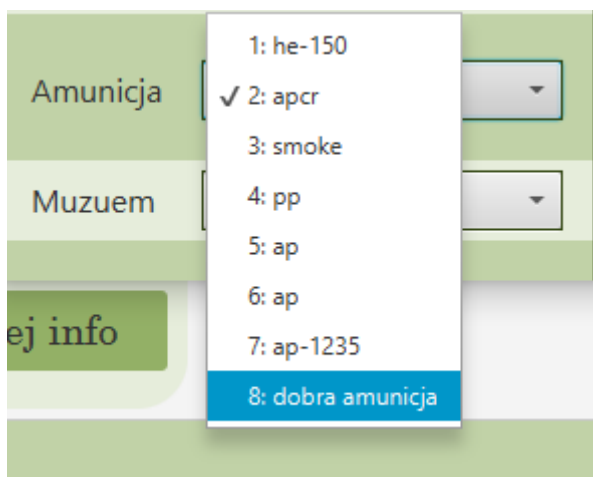 Amunicja
1: he-150
✓ 2: apcr
3: smoke
Muzuem
4: pp
5: ap
6: ap
ej info
7: ap-1235
8: dobra amunicja